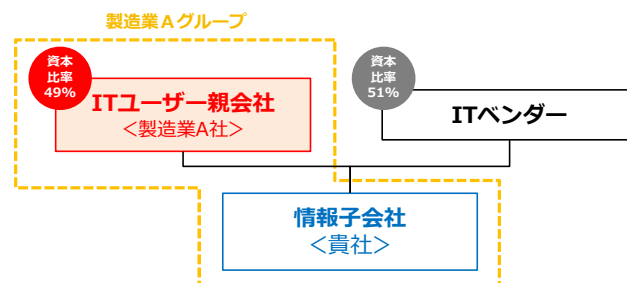 製造業Ａグループ
資本
比率
49%
ITユーザー親会社
＜製造業A社＞
資本
比率
51%
ITベンダー
情報子会社
＜貴社＞